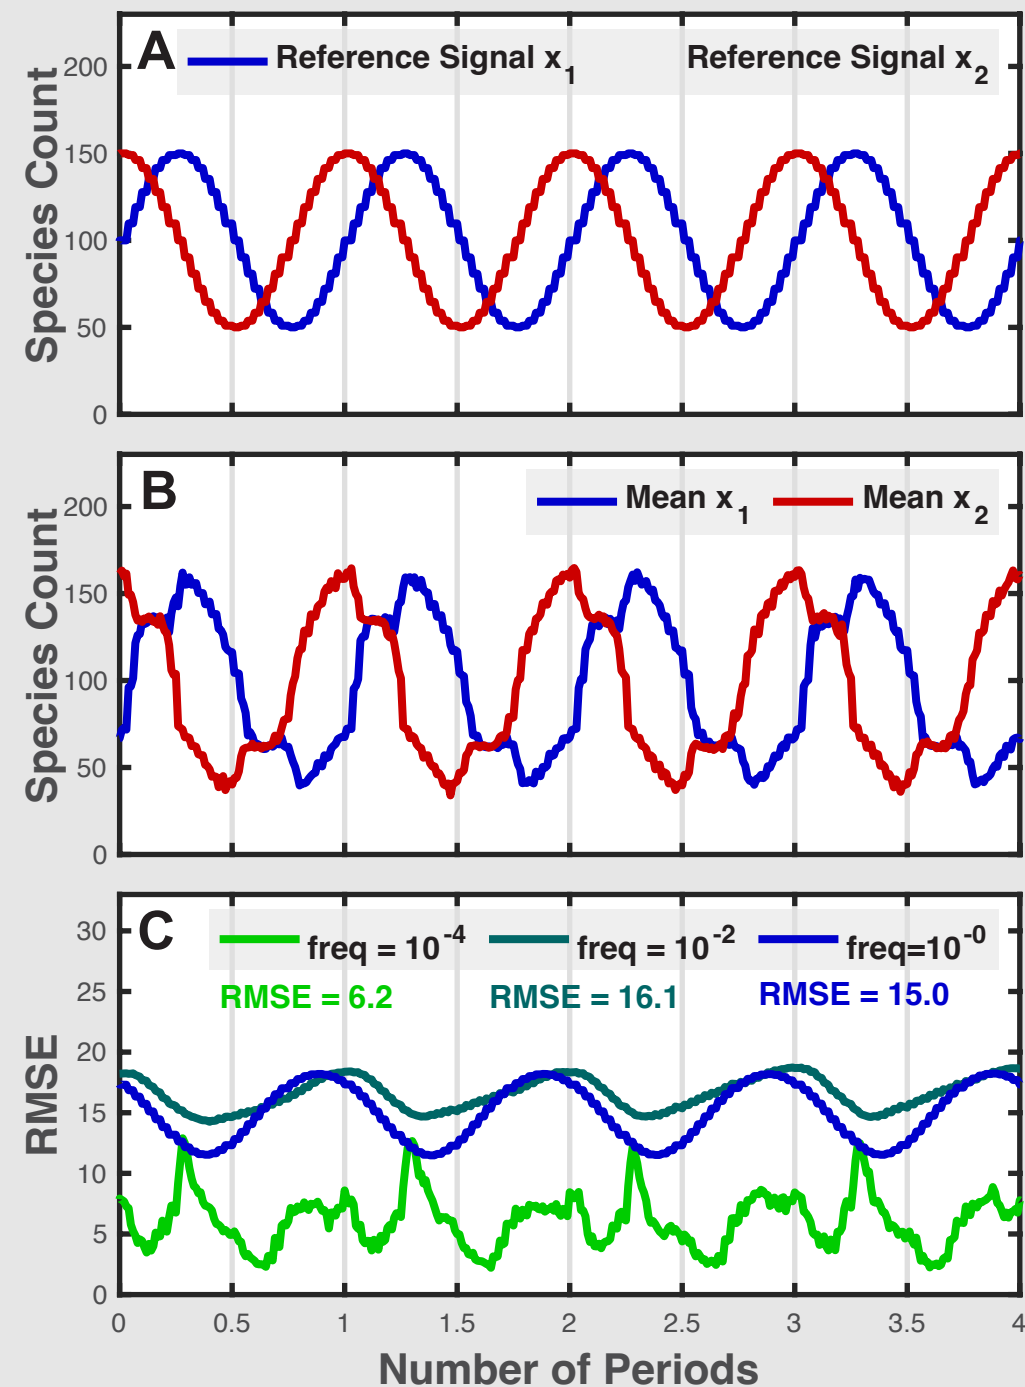 A
Reference Signal x1 Reference Signal x2
Species Count
200
150
100
50
0
B
Mean x1 Mean x2
Species Count
200
150
100
50
0
C
freq = 10^-4 freq = 10^-2 freq=10^-0
RMSE = 6.2 RMSE = 16.1 RMSE = 15.0
RMSE
30
25
20
15
10
5
0
0 0.5 1 1.5 2 2.5 3 3.5 4
Number of Periods